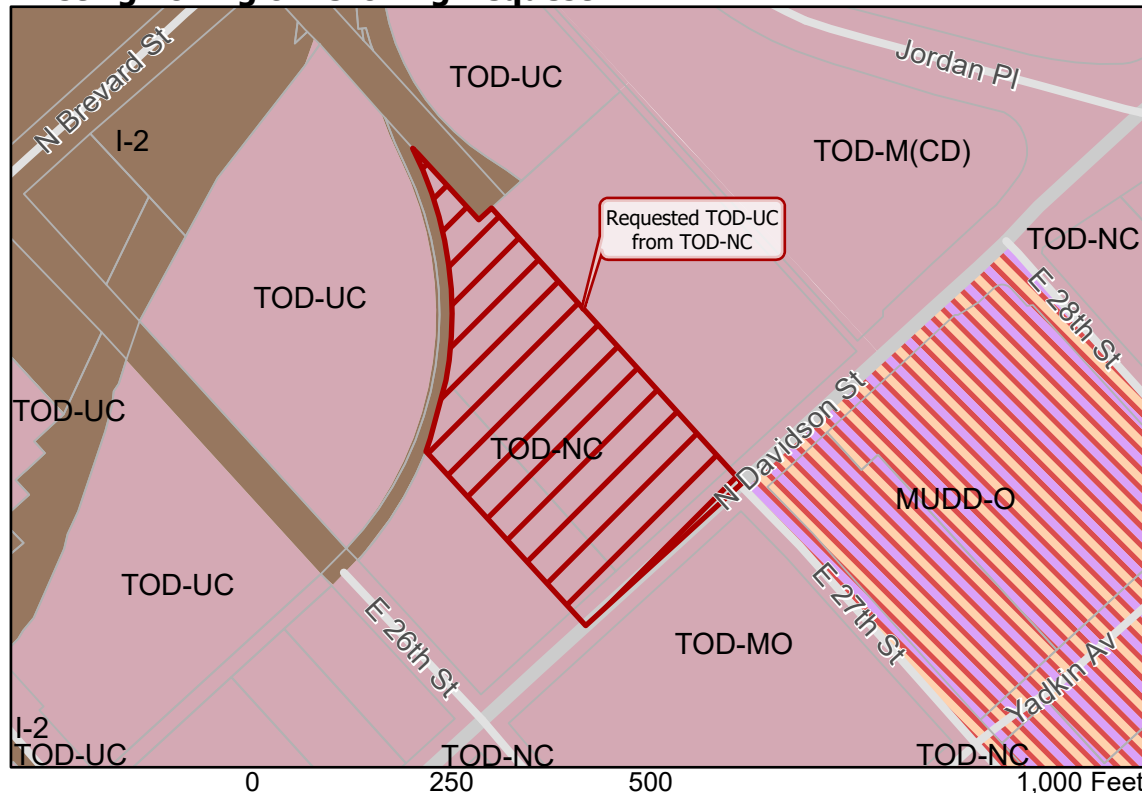 N Brevard St
I-2
TOD-UC
Jordan Pl
TOD-M(CD)
Requested TOD-UC
from TOD-NC
TOD-NC
E 28th St
TOD-UC
TOD-UC
TOD-NC
N Davidson St
MUDD-O
TOD-UC
E 26th St
E 27th St
TOD-MO
Yadkin Av
I-2
TOD-UC
TOD-NC
TOD-NC
0 250 500 1,000 Feet